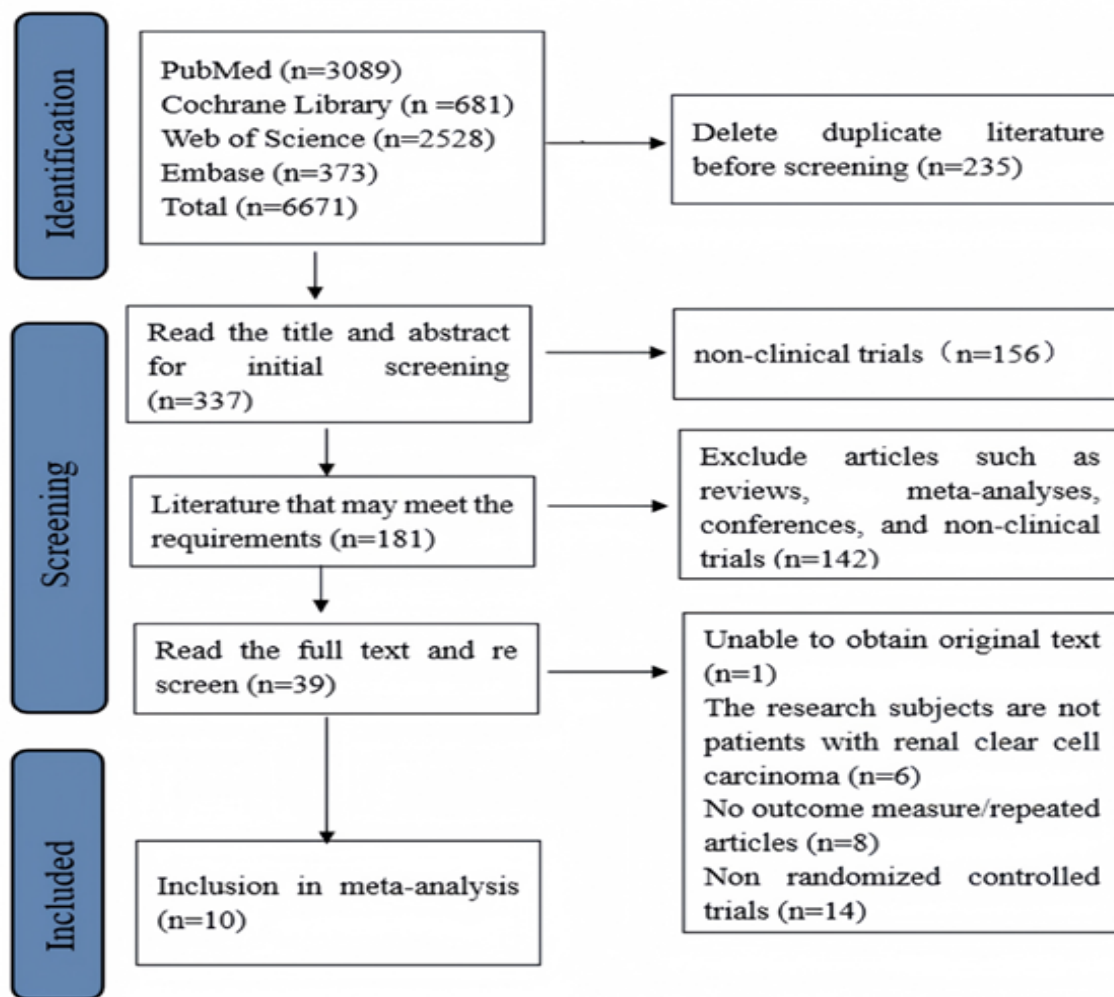 Identification
PubMed (n=3089)
Cochrane Library (n =681)
Web of Science (n=2528)
Embase (n=373)
Total (n=6671)
Delete duplicate literature
before screening (n=235)
Screening
Read the title and abstract
for initial screening
(n=337)
non-clinical trials（n=156）
Literature that may meet the
requirements (n=181)
Exclude articles such as
reviews, meta-analyses,
conferences, and non-clinical
trials (n=142)
Read the full text and re
screen (n=39)
Unable to obtain original text
(n=1)
The research subjects are not
patients with renal clear cell
carcinoma (n=6)
No outcome measure/repeated
articles (n=8)
Non randomized controlled
trials (n=14)
Included
Inclusion in meta-analysis
(n=10)